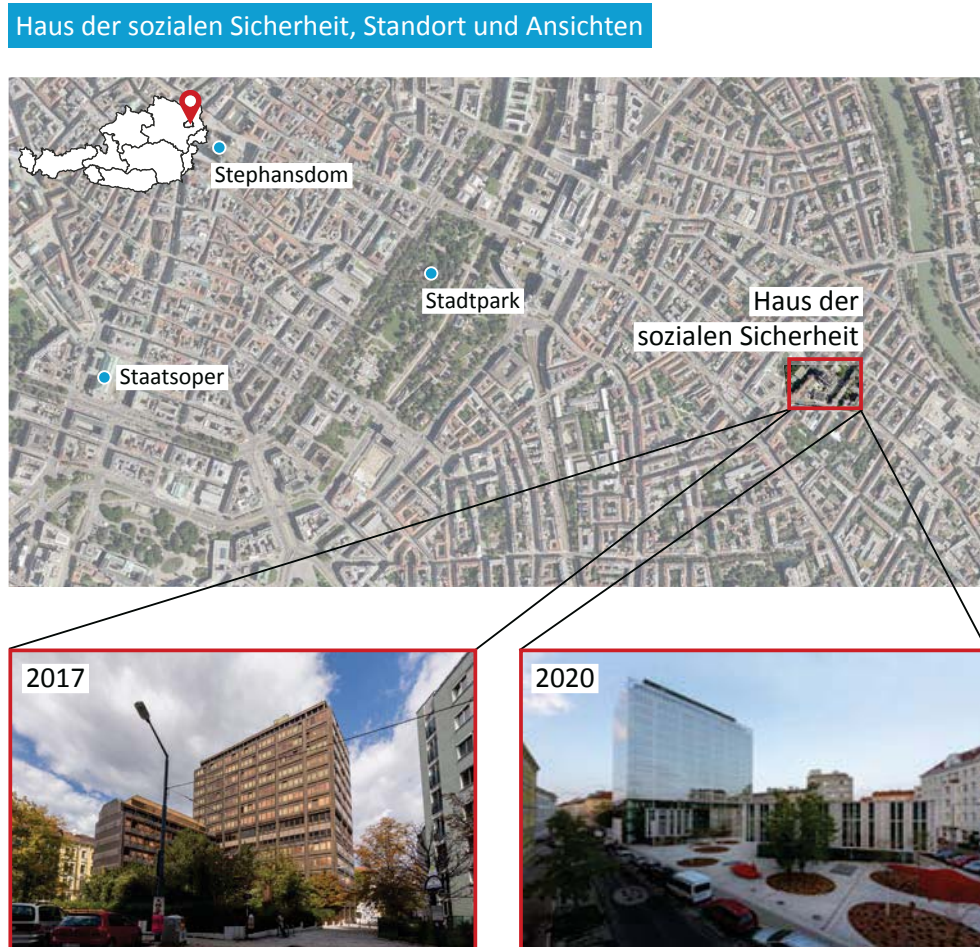 Haus der sozialen Sicherheit, Standort und Ansichten
Stephansdom
Stadtpark
Haus der
sozialen Sicherheit
Staatsoper
2017
2020